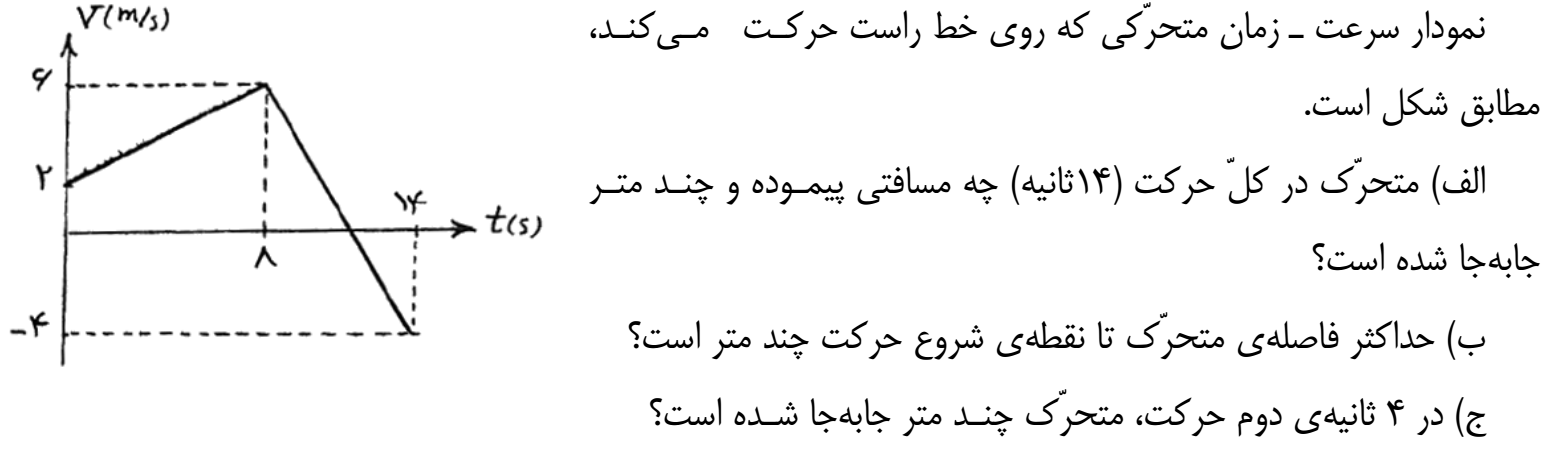 نمودار سرعت ـ زمان متحرّکی که روی خط راست حرکت می‌کند،
مطابق شکل است.
الف) متحرّک در کلّ حرکت (۱۴ثانیه) چه مسافتی پیموده و چند متر
جابه‌جا شده است؟
ب) حداکثر فاصله‌ی متحرّک تا نقطه‌ی شروع حرکت چند متر است؟
ج) در ۴ ثانیه‌ی دوم حرکت، متحرّک چند متر جابه‌جا شده است؟
V(m/s)
۶
۲
۱۴
t(s)
۸
-۴